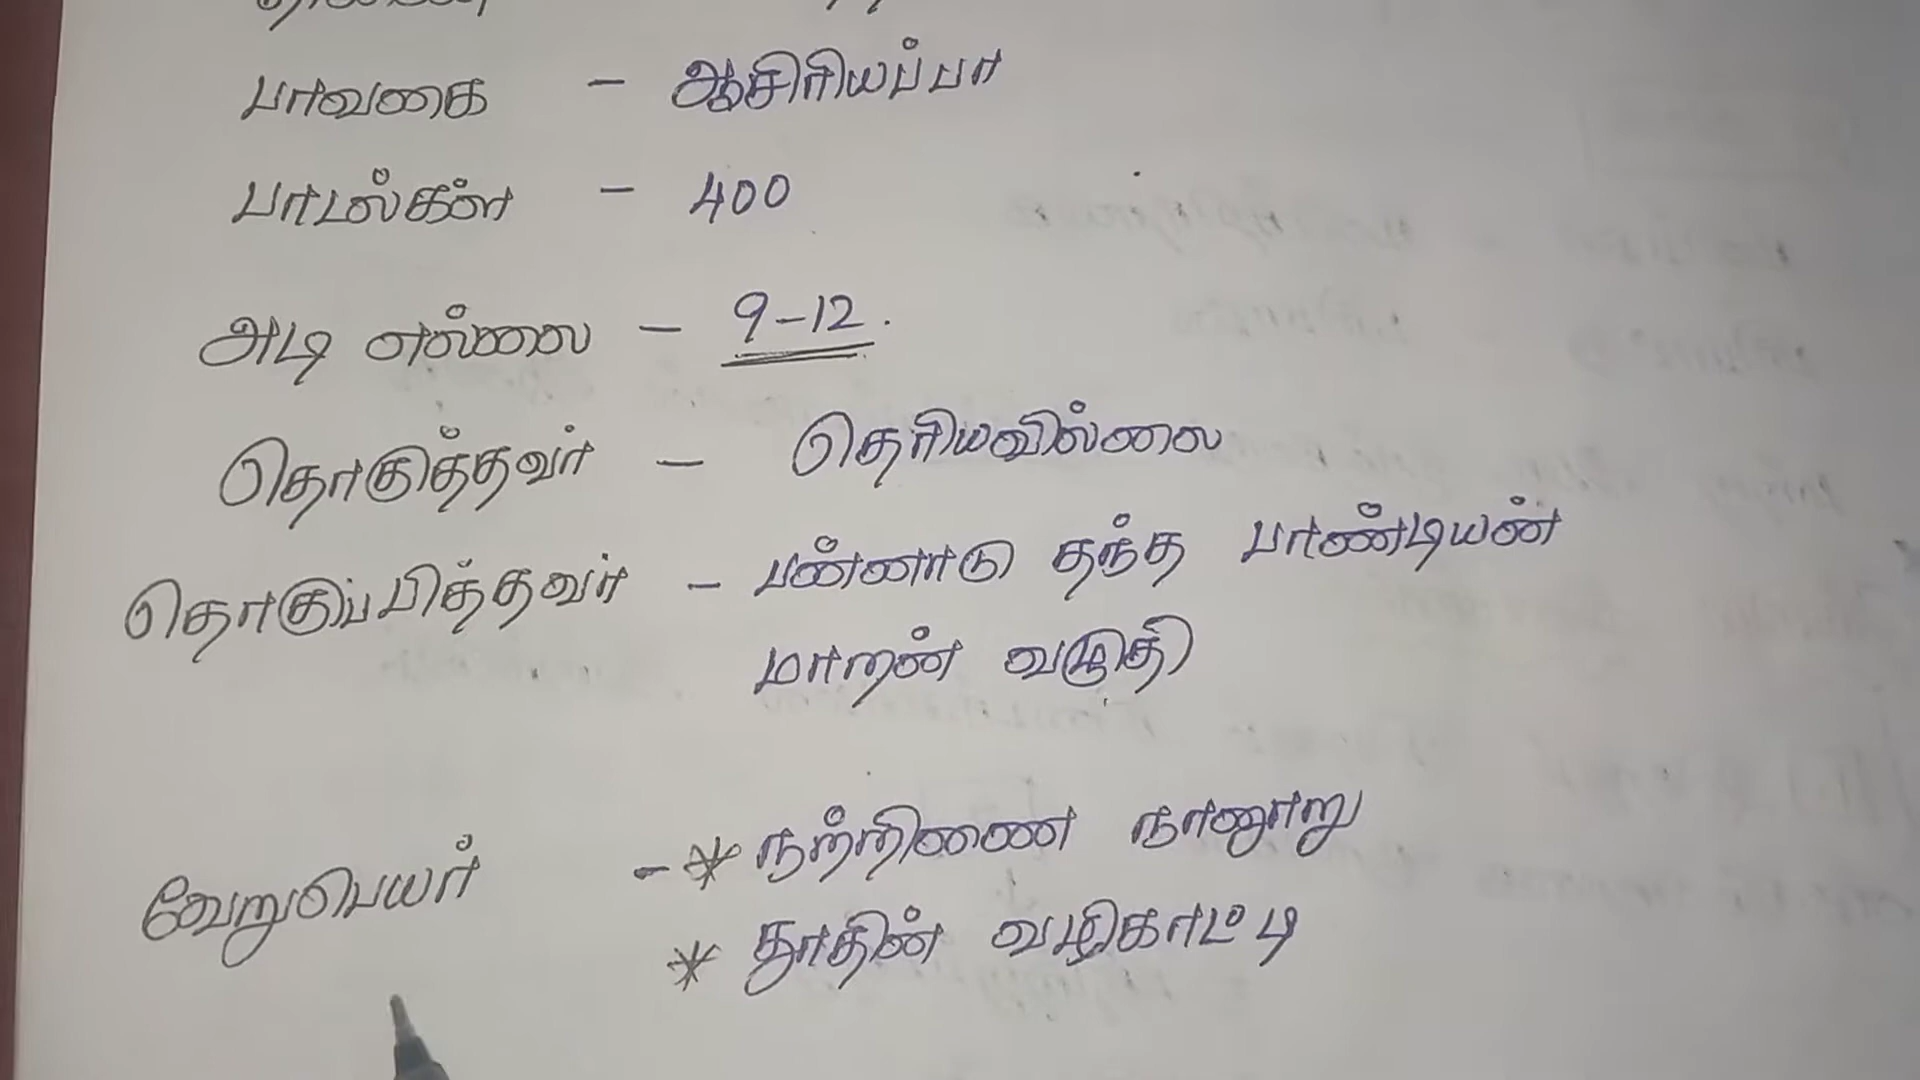 பாவகை - ஆசிரியப்பா
பாடல்கள் - 400
அடி எல்லை - 9-12.
தொகுத்தவர் - தெரியவில்லை
தொகுப்பித்தவர் - பன்னாடு தந்த பாண்டியன்
மாறன் வழுதி
வேறுபெயர் - * நற்றிணை நானூறு
* தூதின் வழிகாட்டி